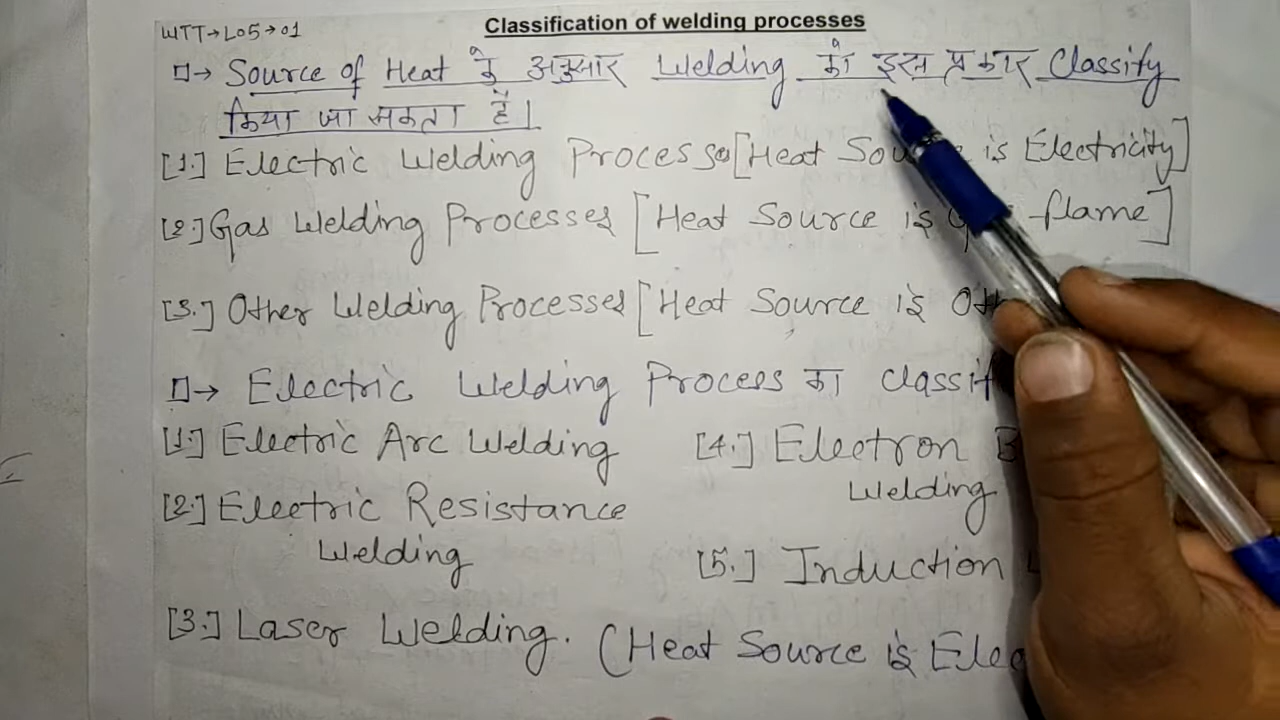 Classification of welding processes
WTT→L05→01
□→ Source of Heat के अनुसार Welding को इस प्रकार Classify
किया जा सकता है।
[1.] Electric Welding Processes [Heat Source is Electricity]
[2.] Gas Welding Processes [Heat Source is flame]
[3.] Other Welding Processes [Heat Source is
□→ Electric Welding Process का
[1.] Electric Arc Welding
[2.] Electric Resistance
Welding
[3.] Laser Welding.
[4.] Electron
Welding
[5.] Induction
(Heat Source is